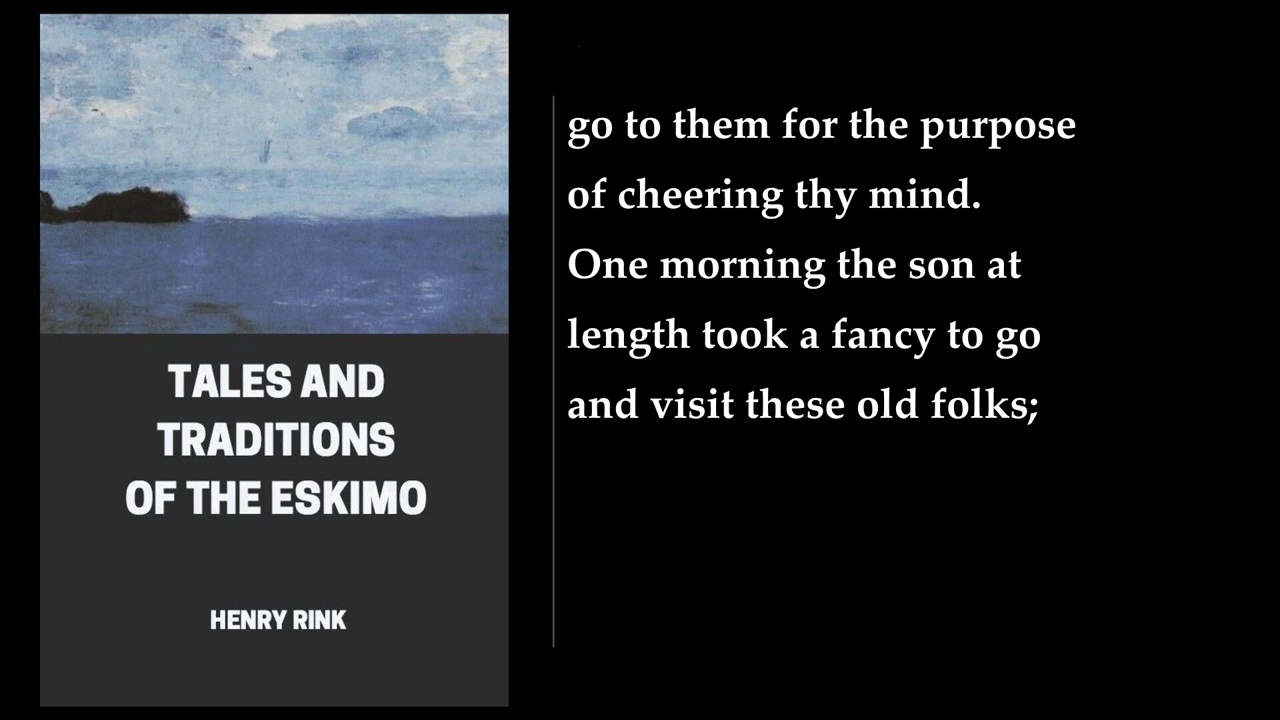 TALES AND
TRADITIONS
OF THE ESKIMO
HENRY RINK
go to them for the purpose
of cheering thy mind.
One morning the son at
length took a fancy to go
and visit these old folks;